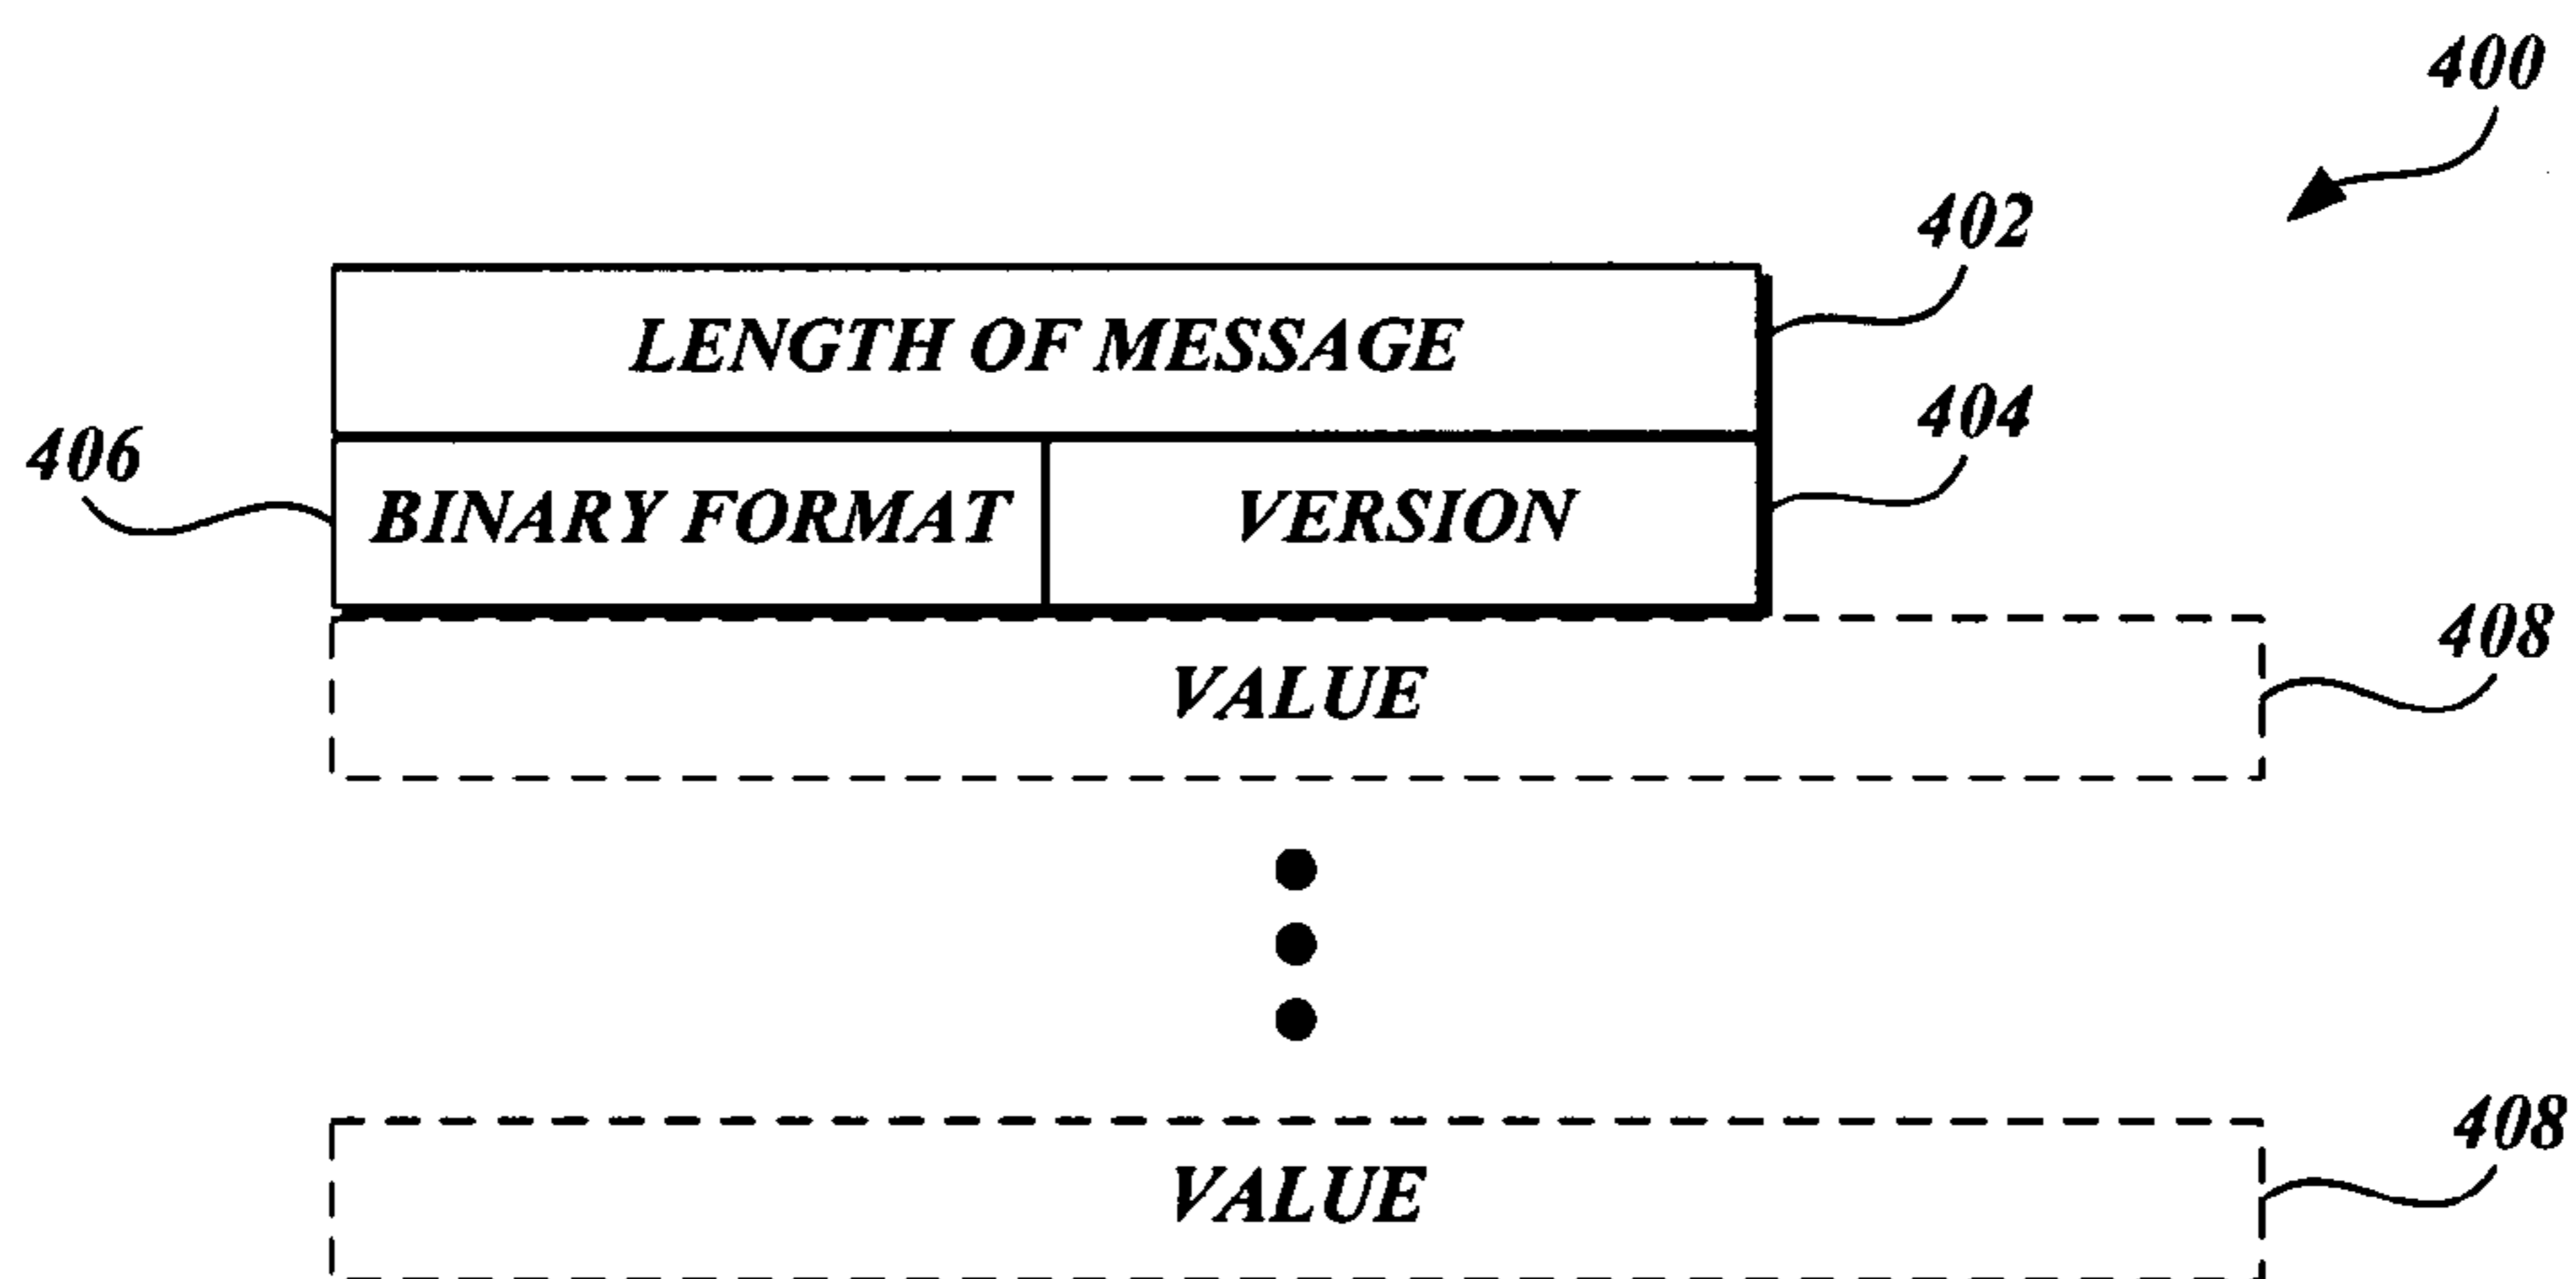 400
402
LENGTH OF MESSAGE
404
406
BINARY FORMAT VERSION
408
VALUE
408
VALUE